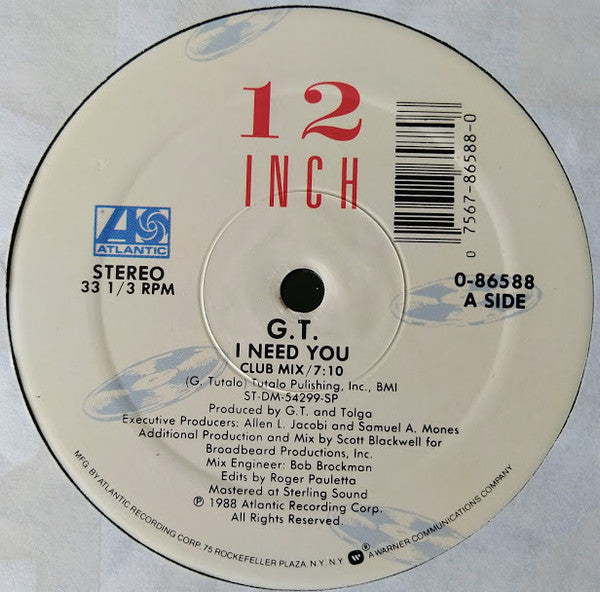 12
INCH
0 7567-86588-0
ATLANTIC
STEREO
33 1/3 RPM
0-86588
A SIDE
G.T.
I NEED YOU
CLUB MIX/7:10
(G. Tutalo) Tutalo Pulishing, Inc., BMI
ST-DM-54299-SP
Produced by G.T. and Tolga
Executive Producers: Allen L. Jacobi and Samuel A. Mones
Additional Production and Mix by Scott Blackwell for
Broadbeard Productions, Inc.
Mix Engineer: Bob Brockman
Edits by Roger Pauletta
Mastered at Sterling Sound
℗ 1988 Atlantic Recording Corp.
All Rights Reserved.
MFG. BY ATLANTIC RECORDING CORP. 75 ROCKEFELLER PLAZA, N.Y. N.Y. ® A WARNER COMMUNICATIONS COMPANY